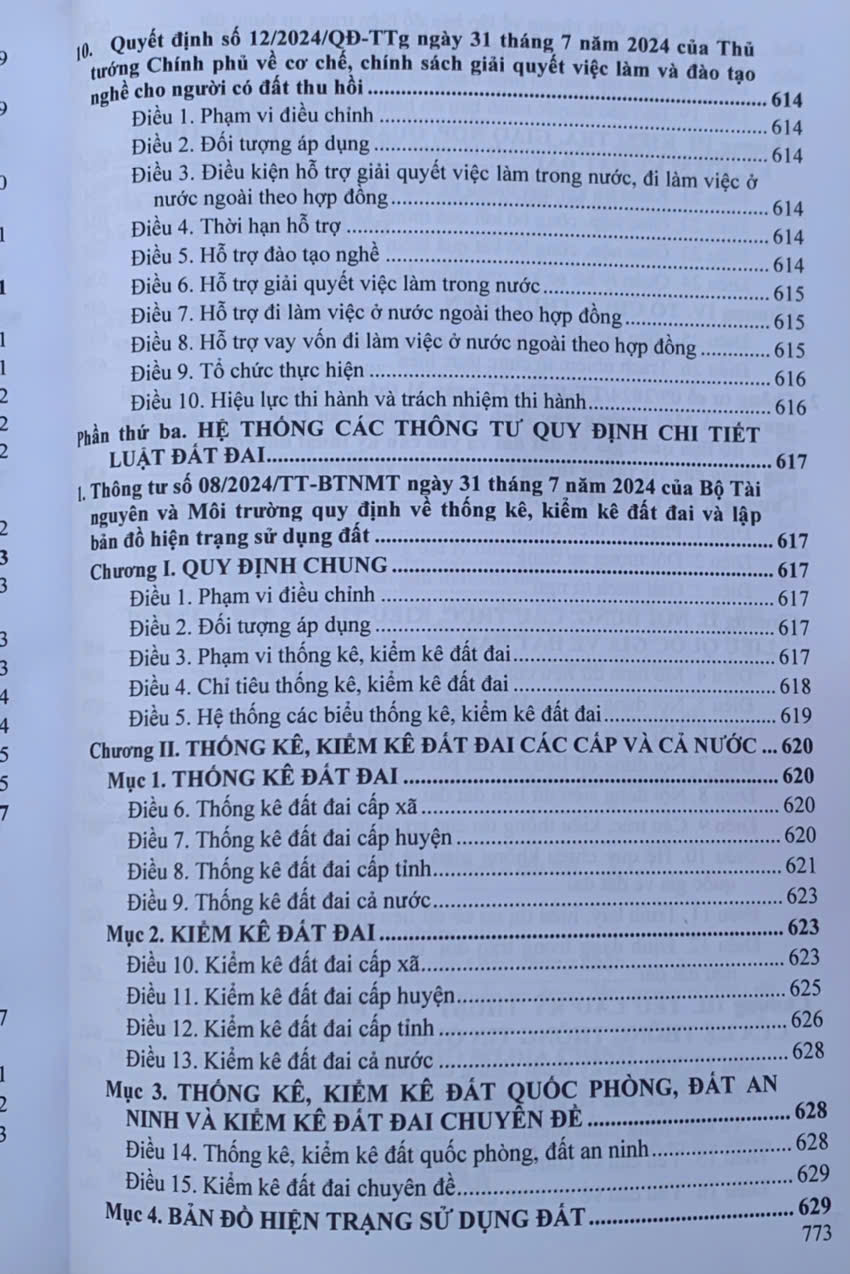 10. Quyết định số 12/2024/QĐ-TTg ngày 31 tháng 7 năm 2024 của Thủ
tướng Chính phủ về cơ chế, chính sách giải quyết việc làm và đào tạo
nghề cho người có đất thu hồi ........ 614
Điều 1. Phạm vi điều chỉnh ........ 614
Điều 2. Đối tượng áp dụng ........ 614
Điều 3. Điều kiện hỗ trợ giải quyết việc làm trong nước, đi làm việc ở
nước ngoài theo hợp đồng ........ 614
Điều 4. Thời hạn hỗ trợ ........ 614
Điều 5. Hỗ trợ đào tạo nghề ........ 614
Điều 6. Hỗ trợ giải quyết việc làm trong nước ........ 615
Điều 7. Hỗ trợ đi làm việc ở nước ngoài theo hợp đồng ........ 615
Điều 8. Hỗ trợ vay vốn đi làm việc ở nước ngoài theo hợp đồng ........ 615
Điều 9. Tổ chức thực hiện ........ 616
Điều 10. Hiệu lực thi hành và trách nhiệm thi hành ........ 616
Phần thứ ba. HỆ THỐNG CÁC THÔNG TƯ QUY ĐỊNH CHI TIẾT
LUẬT ĐẤT ĐAI ........ 617
1. Thông tư số 08/2024/TT-BTNMT ngày 31 tháng 7 năm 2024 của Bộ Tài
nguyên và Môi trường quy định về thống kê, kiểm kê đất đai và lập
bản đồ hiện trạng sử dụng đất ........ 617
Chương I. QUY ĐỊNH CHUNG ........ 617
Điều 1. Phạm vi điều chỉnh ........ 617
Điều 2. Đối tượng áp dụng ........ 617
Điều 3. Phạm vi thống kê, kiểm kê đất đai ........ 617
Điều 4. Chỉ tiêu thống kê, kiểm kê đất đai ........ 618
Điều 5. Hệ thống các biểu thống kê, kiểm kê đất đai ........ 619
Chương II. THỐNG KÊ, KIỂM KÊ ĐẤT ĐAI CÁC CẤP VÀ CẢ NƯỚC ... 620
Mục 1. THỐNG KÊ ĐẤT ĐAI ........ 620
Điều 6. Thống kê đất đai cấp xã ........ 620
Điều 7. Thống kê đất đai cấp huyện ........ 620
Điều 8. Thống kê đất đai cấp tỉnh ........ 621
Điều 9. Thống kê đất đai cả nước ........ 623
Mục 2. KIỂM KÊ ĐẤT ĐAI ........ 623
Điều 10. Kiểm kê đất đai cấp xã ........ 623
Điều 11. Kiểm kê đất đai cấp huyện ........ 625
Điều 12. Kiểm kê đất đai cấp tỉnh ........ 626
Điều 13. Kiểm kê đất đai cả nước ........ 628
Mục 3. THỐNG KÊ, KIỂM KÊ ĐẤT QUỐC PHÒNG, ĐẤT AN
NINH VÀ KIỂM KÊ ĐẤT ĐAI CHUYÊN ĐỀ ........ 628
Điều 14. Thống kê, kiểm kê đất quốc phòng, đất an ninh ........ 628
Điều 15. Kiểm kê đất đai chuyên đề ........ 629
Mục 4. BẢN ĐỒ HIỆN TRẠNG SỬ DỤNG ĐẤT ........ 629
773